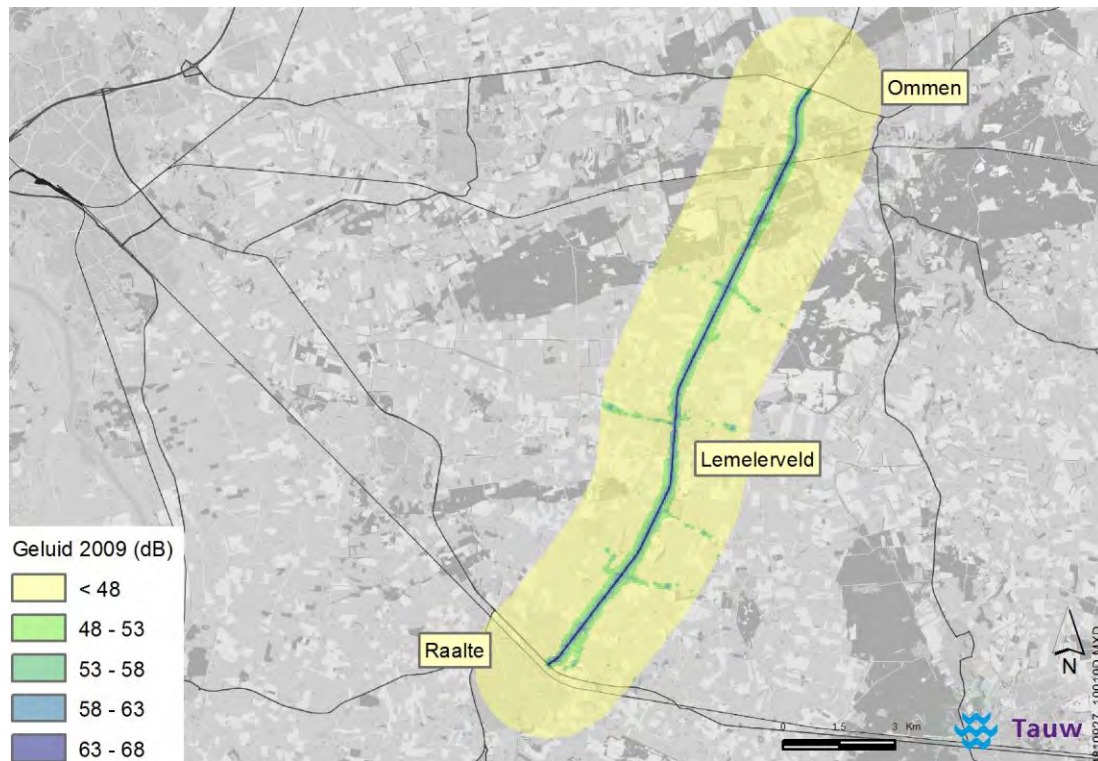 Ommen
Lemelerveld
Raalte
Geluid 2009 (dB)
< 48
48 - 53
53 - 58
58 - 63
63 - 68
N
0 1.5 3 Km
Tauw